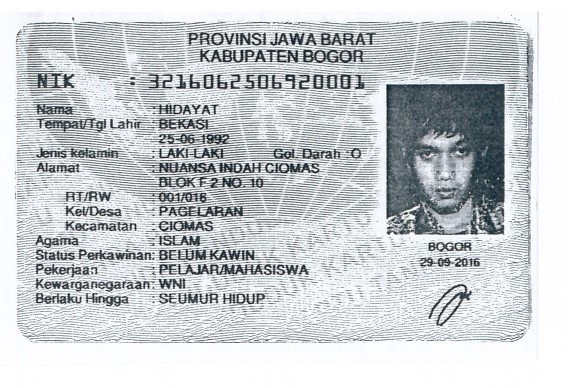 PROVINSI JAWA BARAT
KABUPATEN BOGOR
NIK : 3216062506920001
Nama : HIDAYAT
Tempat/Tgl Lahir : BEKASI
25-06-1992
Jenis kelamin : LAKI-LAKI Gol. Darah : O
Alamat : NUANSA INDAH CIOMAS
BLOK F 2 NO. 10
RT/RW : 001/016
Kel/Desa : PAGELARAN
Kecamatan : CIOMAS
Agama : ISLAM
Status Perkawinan: BELUM KAWIN
Pekerjaan : PELAJAR/MAHASISWA
Kewarganegaraan: WNI
Berlaku Hingga : SEUMUR HIDUP
BOGOR
29-09-2016